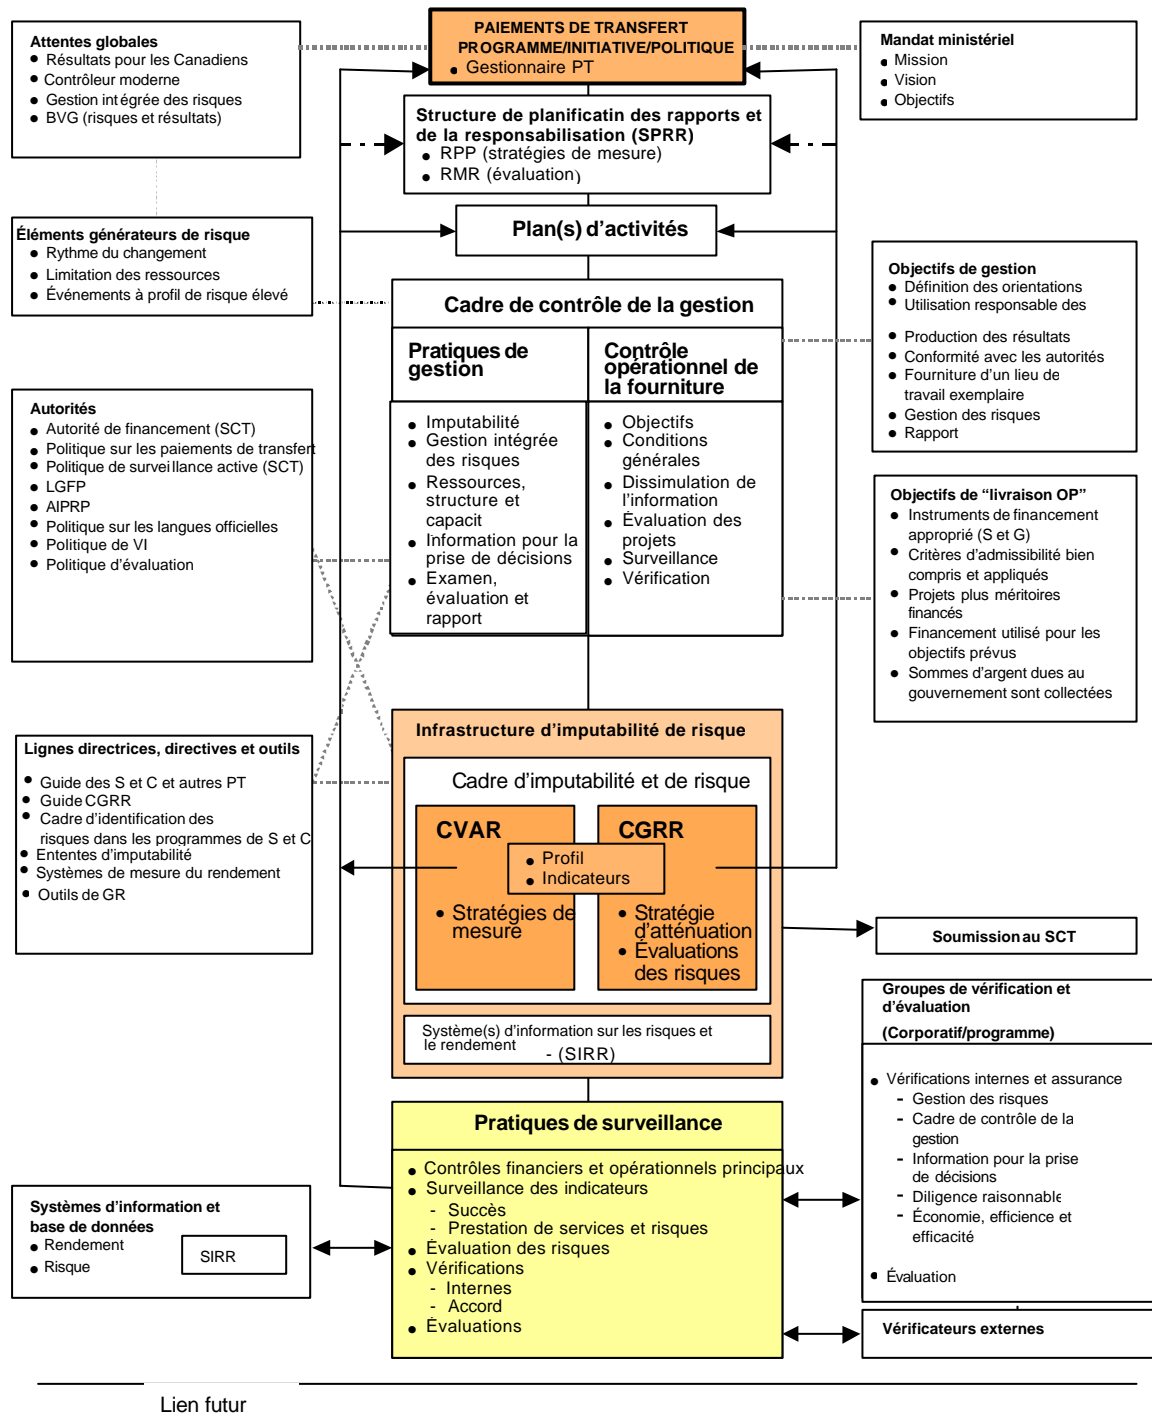 PAIEMENTS DE TRANSFERT
PROGRAMME/INITIATIVE/POLITIQUE
• Gestionnaire PT
Attentes globales
• Résultats pour les Canadiens
• Contrôleur moderne
• Gestion intégrée des risques
• BVG (risques et résultats)
Mandat ministériel
• Mission
• Vision
• Objectifs
Structure de planificatin des rapports et
de la responsabilisation (SPRR)
• RPP (stratégies de mesure)
• RMR (évaluation)
Plan(s) d’activités
Éléments générateurs de risque
• Rythme du changement
• Limitation des ressources
• Événements à profil de risque élevé
Cadre de contrôle de la gestion
Pratiques de
gestion
• Imputabilité
• Gestion intégrée
des risques
• Ressources,
structure et
capacit
• Information pour la
prise de décisions
• Examen,
évaluation et
rapport
Contrôle
opérationnel de
la fourniture
• Objectifs
• Conditions
générales
• Dissimulation de
l’information
• Évaluation des
projets
• Surveillance
• Vérification
Objectifs de gestion
• Définition des orientations
• Utilisation responsable des
• Production des résultats
• Conformité avec les autorités
• Fourniture d’un lieu de
travail exemplaire
• Gestion des risques
• Rapport
Autorités
• Autorité de financement (SCT)
• Politique sur les paiements de transfert
• Politique de surveillance active (SCT)
• LGFP
• AIPRP
• Politique sur les langues officielles
• Politique de VI
• Politique d’évaluation
Objectifs de “livraison OP”
• Instruments de financement
approprié (S et G)
• Critères d’admissibilité bien
compris et appliqués
• Projets plus méritoires
financés
• Financement utilisé pour les
objectifs prévus
• Sommes d’argent dues au
gouvernement sont collectées
Lignes directrices, directives et outils
• Guide des S et C et autres PT
• Guide CGRR
• Cadre d’identification des
risques dans les programmes de S et C
• Ententes d’imputabilité
• Systèmes de mesure du rendement
• Outils de GR
Infrastructure d’imputabilité de risque
Cadre d’imputabilité et de risque
CVAR
CGRR
• Profil
• Indicateurs
• Stratégies de
mesure
• Stratégie
d’atténuation
• Évaluations
des risques
Système(s) d’information sur les risques et
le rendement
- (SIRR)
Soumission au SCT
Groupes de vérification et
d’évaluation
(Corporatif/programme)
• Vérifications internes et assurance
- Gestion des risques
- Cadre de contrôle de la
gestion
- Information pour la prise
de décisions
- Diligence raisonnable
- Économie, efficience et
efficacité
• Évaluation
Pratiques de surveillance
• Contrôles financiers et opérationnels principaux
• Surveillance des indicateurs
- Succès
- Prestation de services et risques
• Évaluation des risques
• Vérifications
- Internes
- Accord
• Évaluations
Systèmes d’information et
base de données
• Rendement
• Risque
SIRR
Vérificateurs externes
Lien futur